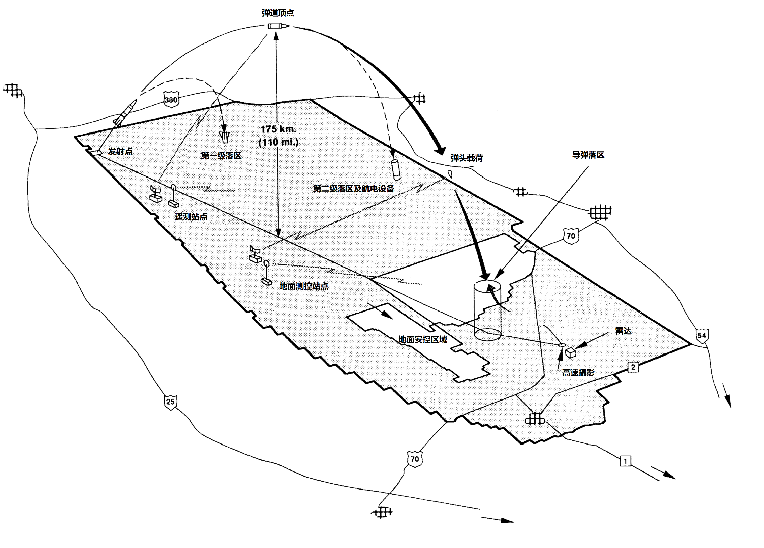 弹道顶点
380
175 km.
(110 mi.)
发射点
第一级落区
弹头载荷
导弹落区
第二级落区及航电设备
遥测站点
70
地面测控站点
地面安控区域
雷达
54
高速摄影
2
25
70
1